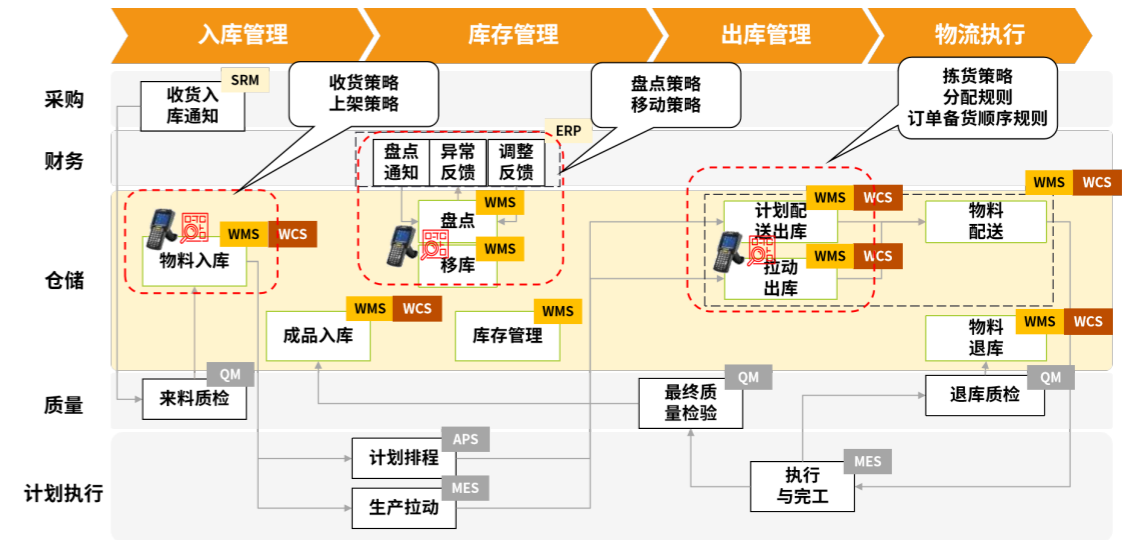 入库管理
库存管理
出库管理
物流执行
采购
收货入
库通知
SRM
收货策略
上架策略
盘点策略
移动策略
拣货策略
分配规则
订单备货顺序规则
财务
ERP
盘点
通知
异常
反馈
调整
反馈
仓储
WMS
WCS
物料入库
盘点
WMS
移库
WMS
计划配
送出库
WMS
WCS
拉动
出库
WMS
WCS
物料
配送
WMS
WCS
成品入库
WMS
WCS
库存管理
WMS
物料
退库
WMS
WCS
质量
来料质检
QM
最终质
量检验
QM
退库质检
QM
计划执行
计划排程
APS
生产拉动
MES
执行
与完工
MES